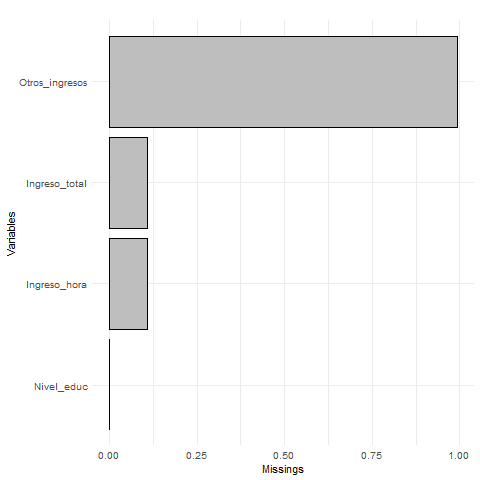 Otros_ingresos
Ingreso_total
Ingreso_hora
Nivel_educ
Variables
0.00 0.25 0.50 0.75 1.00
Missings